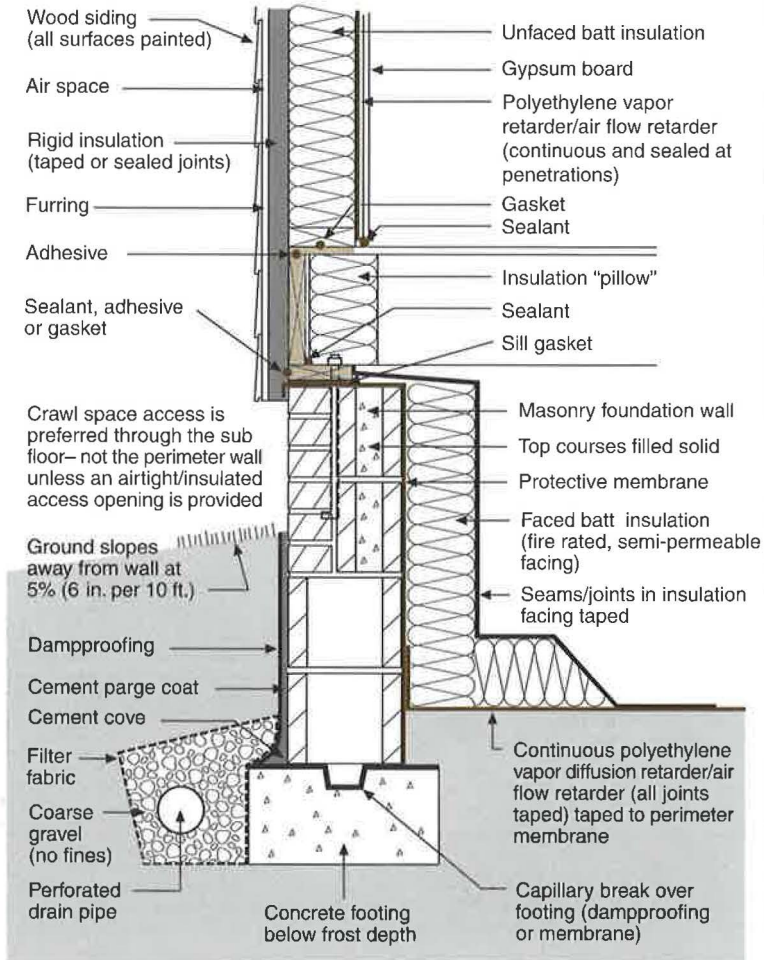 Wood siding
(all surfaces painted)
Air space
Rigid insulation
(taped or sealed joints)
Furring
Adhesive
Sealant, adhesive
or gasket
Crawl space access is
preferred through the sub
floor– not the perimeter wall
unless an airtight/insulated
access opening is provided
Ground slopes
away from wall at
5% (6 in. per 10 ft.)
Dampproofing
Cement parge coat
Cement cove
Filter
fabric
Coarse
gravel
(no fines)
Perforated
drain pipe
Concrete footing
below frost depth
Unfaced batt insulation
Gypsum board
Polyethylene vapor
retarder/air flow retarder
(continuous and sealed at
penetrations)
Gasket
Sealant
Insulation “pillow”
Sealant
Sill gasket
Masonry foundation wall
Top courses filled solid
Protective membrane
Faced batt insulation
(fire rated, semi-permeable
facing)
Seams/joints in insulation
facing taped
Continuous polyethylene
vapor diffusion retarder/air
flow retarder (all joints
taped) taped to perimeter
membrane
Capillary break over
footing (dampproofing
or membrane)